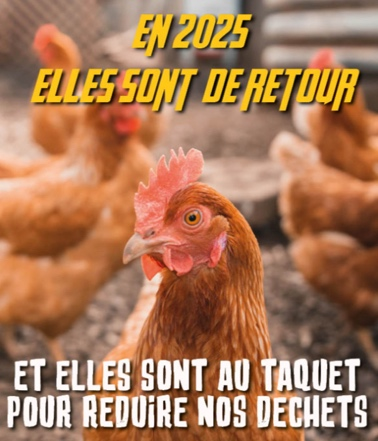 EN 2025
ELLES SONT DE RETOUR
ET ELLES SONT AU TAQUET
POUR REDUIRE NOS DECHETS